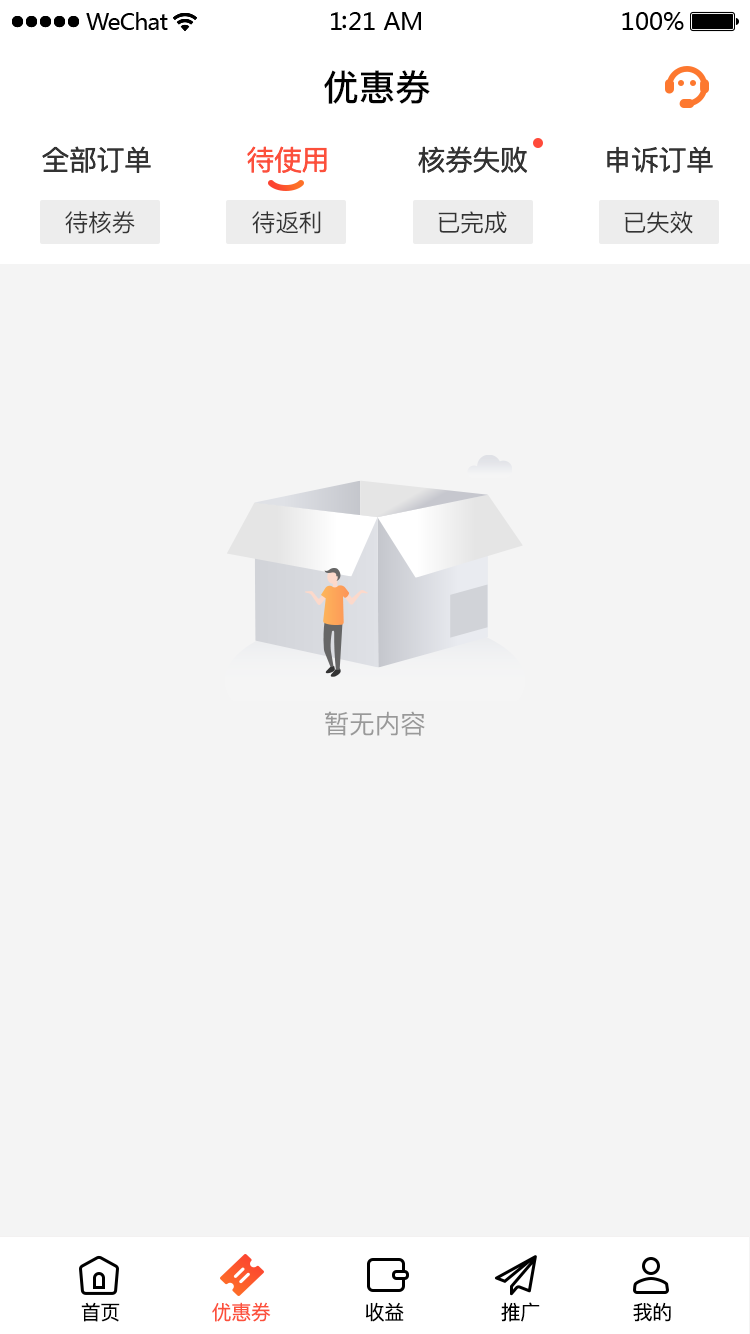 WeChat 1:21 AM 100%
优惠券
全部订单 待使用 核券失败 申诉订单
待核券 待返利 已完成 已失效
暂无内容
首页 优惠券 收益 推广 我的